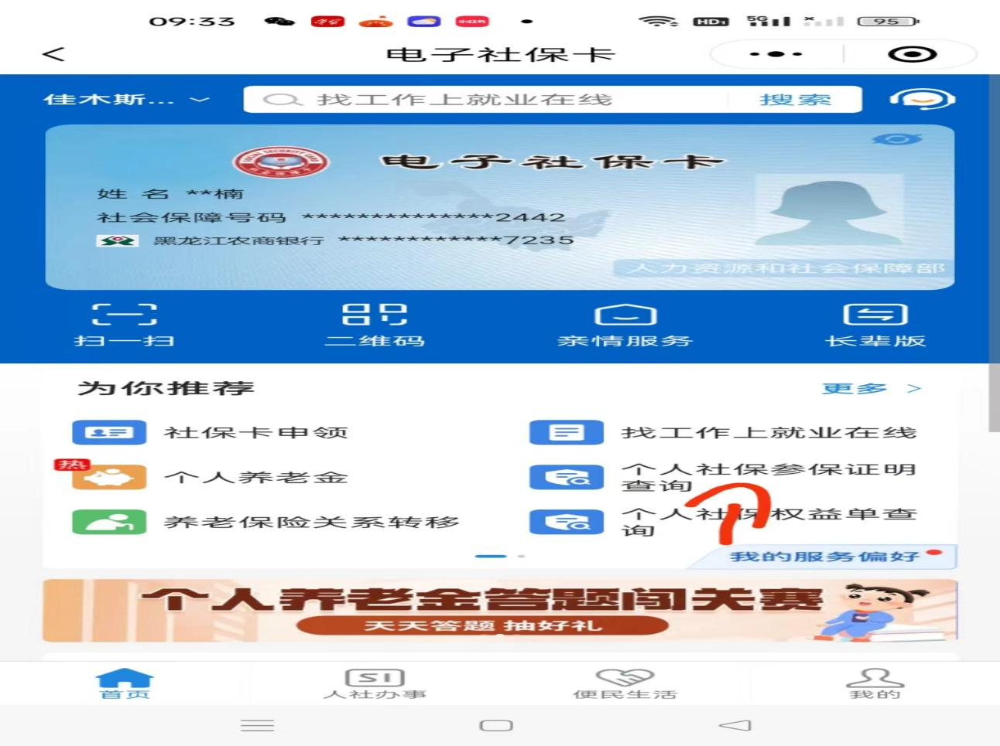 09:33
HD1 5G 95
电子社保卡
佳木斯... 找工作上就业在线 搜索
电子社保卡
姓 名 **楠
社会保障号码 **************2442
黑龙江农商银行 ************7235
人力资源和社会保障部
扫一扫 二维码 亲情服务 长辈版
为你推荐 更多 >
社保卡申领 找工作上就业在线
热
个人养老金 个人社保参保证明
查询
养老保险关系转移 个人社保权益单查
询
我的服务偏好
个人养老金答题闯关赛
天天答题 抽好礼
首页 人社办事 便民生活 我的